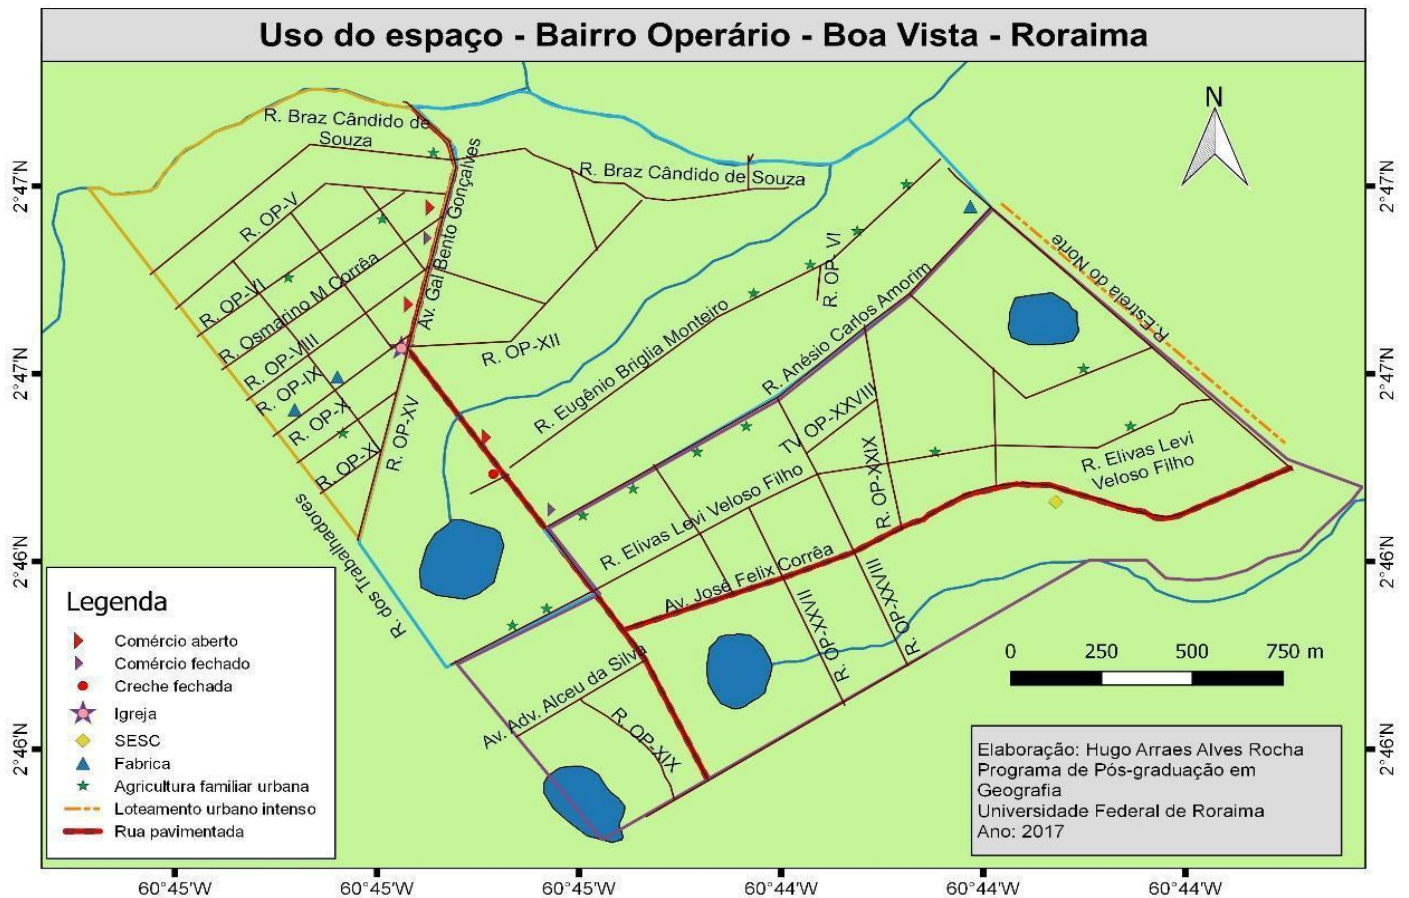 Uso do espaço - Bairro Operário - Boa Vista - Roraima
N
R. Braz Cândido de
Souza
R. Braz Cândido de Souza
Av. Gal Bento Gonçalves
R. OP-V
R. OP-VI
R. Osmarino M Corrêa
R. OP-VIII
R. OP-IX
R. OP-X
R. OP-X
R. OP-XV
R. OP-XII
R. dos Trabalhadores
R. OP- VI
R. Eugênio Briglia Monteiro
R. Anésio Carlos Amorim
R.Estrela do Norte
TV OP-XXVIII
R. OP-XXIX
R. Elivas Levi Veloso Filho
R. Elivas Levi
Veloso Filho
Av. José Felix Corrêa
R. OP-XXVII
R. OP-XXVIII
Av. Adv. Alceu da Silva
R. OP-XIX
Legenda
Comércio aberto
Comércio fechado
Creche fechada
Igreja
SESC
Fabrica
Agricultura familiar urbana
Loteamento urbano intenso
Rua pavimentada
0 250 500 750 m
Elaboração: Hugo Arraes Alves Rocha
Programa de Pós-graduação em
Geografia
Universidade Federal de Roraima
Ano: 2017
2°47'N
2°47'N
2°46'N
2°46'N
2°47'N
2°47'N
2°46'N
2°46'N
60°45'W 60°45'W 60°45'W 60°44'W 60°44'W 60°44'W